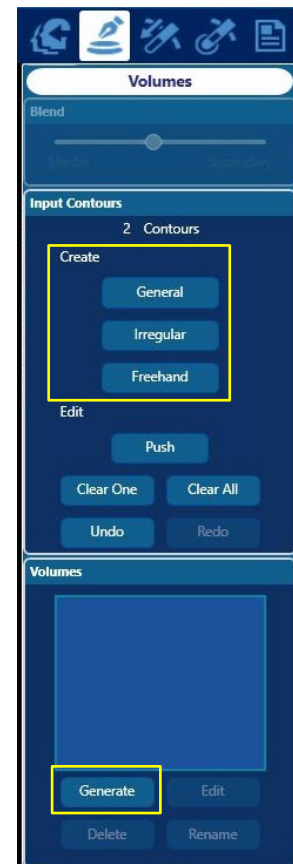 Volumes
Blend
Master Secondary
Input Contours
2 Contours
Create
General
Irregular
Freehand
Edit
Push
Clear One Clear All
Undo Redo
Volumes
Generate Edit
Delete Rename